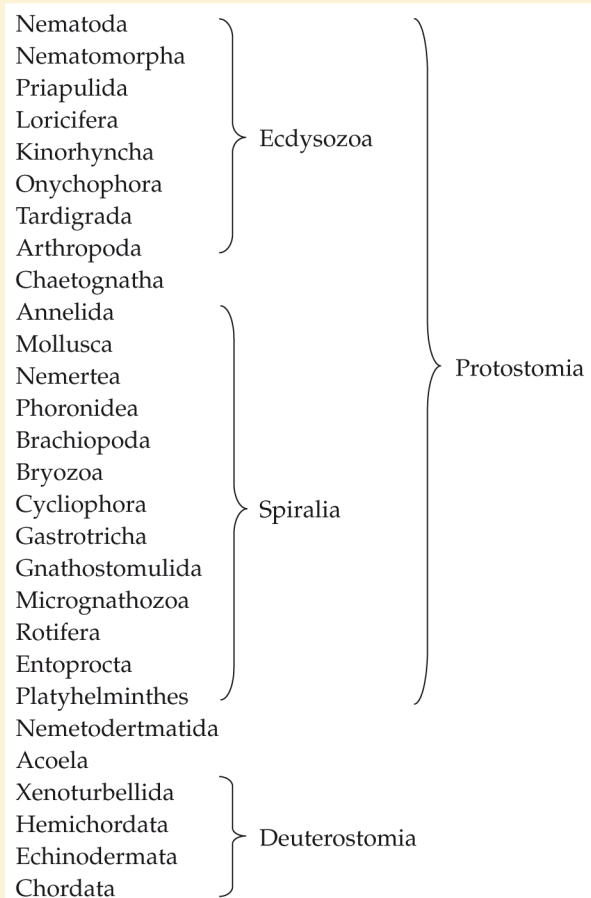 Nematoda
Nematomorpha
Priapulida
Loricifera
Kinorhyncha
Onychophora
Tardigrada
Arthropoda
Ecdysozoa
Chaetognatha
Annelida
Mollusca
Nemertea
Phoronidea
Brachiopoda
Bryozoa
Cycliophora
Gastrotricha
Gnathostomulida
Micrognathozoa
Rotifera
Entoprocta
Platyhelminthes
Spiralia
Protostomia
Nemetodertmatida
Acoela
Xenoturbellida
Hemichordata
Echinodermata
Chordata
Deuterostomia